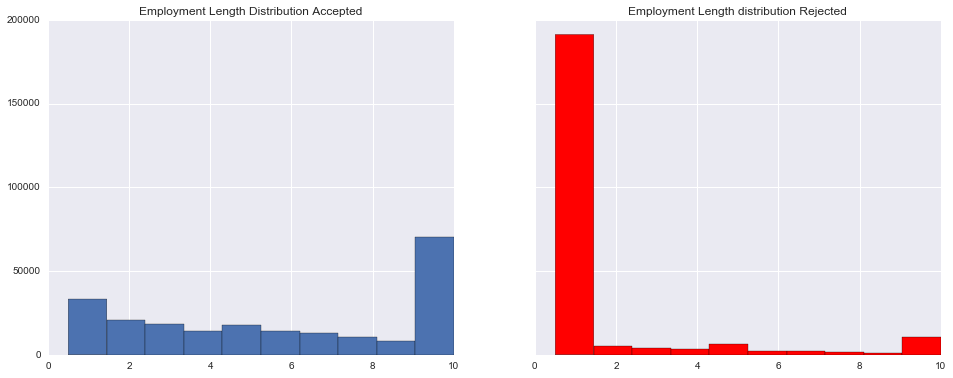 Employment Length Distribution Accepted
Employment Length distribution Rejected
200000
150000
100000
50000
0
0 2 4 6 8 10
0 2 4 6 8 10